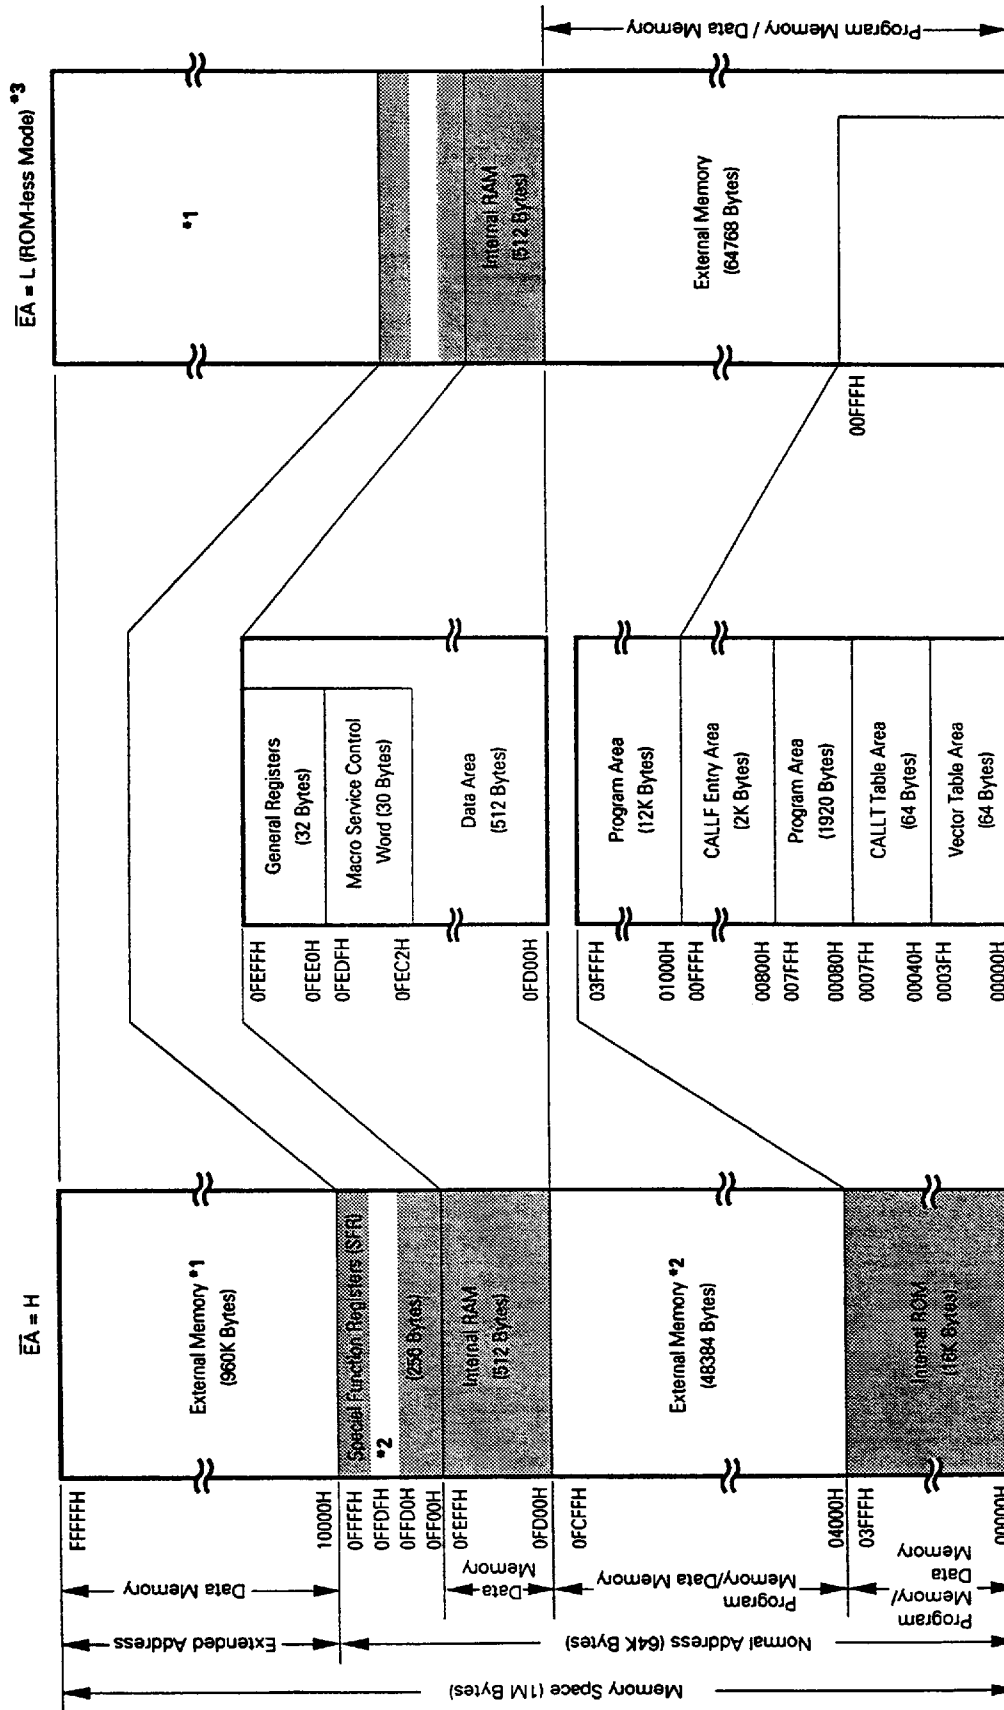 EA = H
Memory Space (1M Bytes)
Extended Address
Normal Address (64K Bytes)
Data Memory
Data
Memory
Program
Memory/Data Memory
Program
Memory/
Data
Memory
FFFFFH
10000H
0FFFFH
0FFDFH
0FFD0H
0FF00H
0FEFFH
0FD00H
0FCFFH
04000H
03FFFH
00000H
External Memory *1
(960K Bytes)
Special Function Registers (SFR)
*2
(256 Bytes)
Internal RAM
(512 Bytes)
External Memory *2
(48384 Bytes)
Internal ROM
(16K Bytes)
0FEFFH
0FEE0H
0FEDFH
0FEC2H
0FD00H
General Registers
(32 Bytes)
Macro Service Control
Word (30 Bytes)
Data Area
(512 Bytes)
03FFFH
01000H
00FFFH
00800H
007FFH
00080H
0007FH
00040H
0003FH
00000H
Program Area
(12K Bytes)
CALLF Entry Area
(2K Bytes)
Program Area
(1920 Bytes)
CALLT Table Area
(64 Bytes)
Vector Table Area
(64 Bytes)
EA = L (ROM-less Mode) *3
*1
Internal RAM
(512 Bytes)
External Memory
(64768 Bytes)
00FFFH
Program Memory / Data Memory